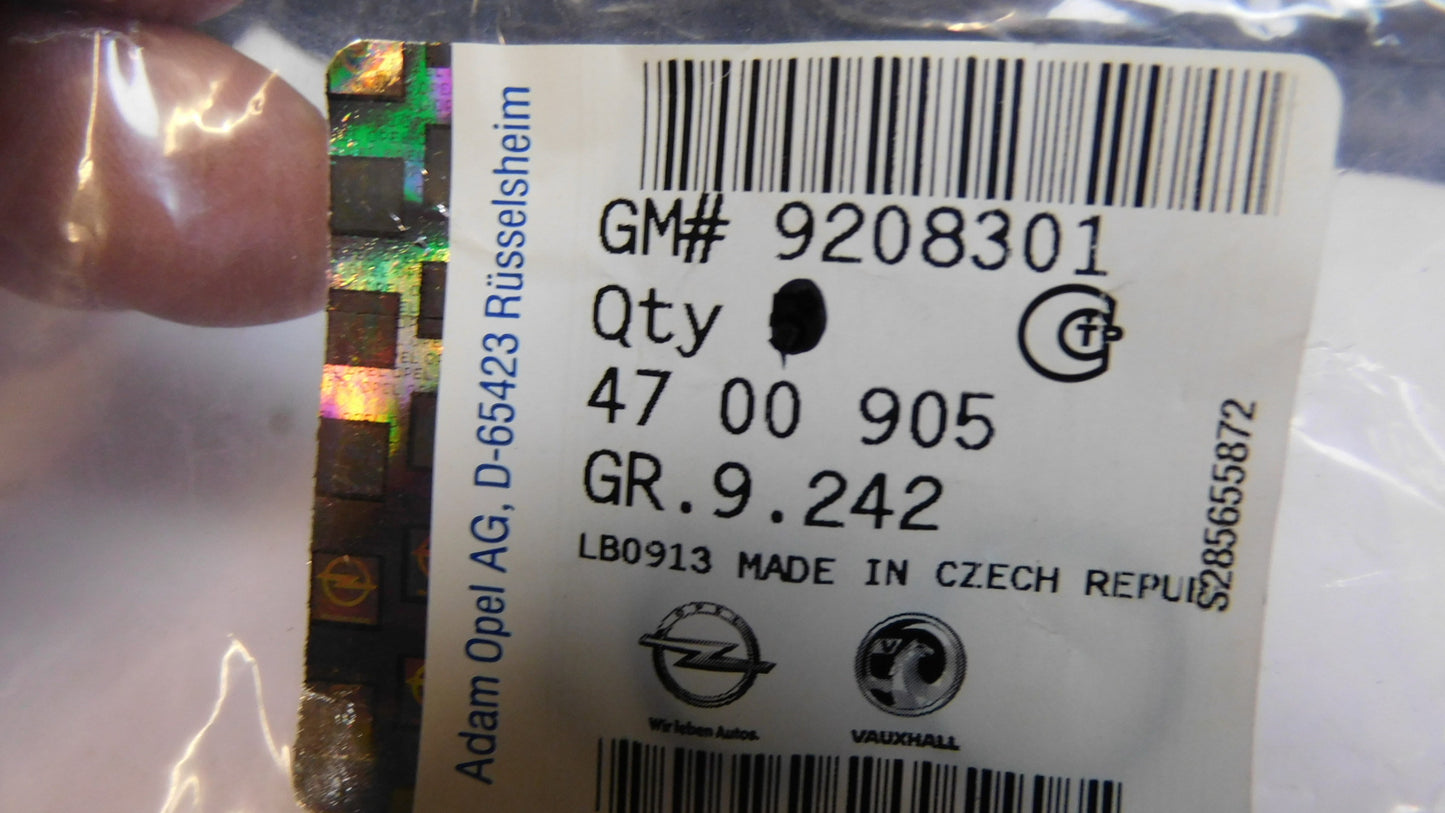 Adam Opel AG, D-65423 Rüsselsheim
GM# 9208301
Qty
47 00 905
GR.9.242
LB0913 MADE IN CZECH
S285655872
OPEL
Wir leben Autos.
VAUXHALL